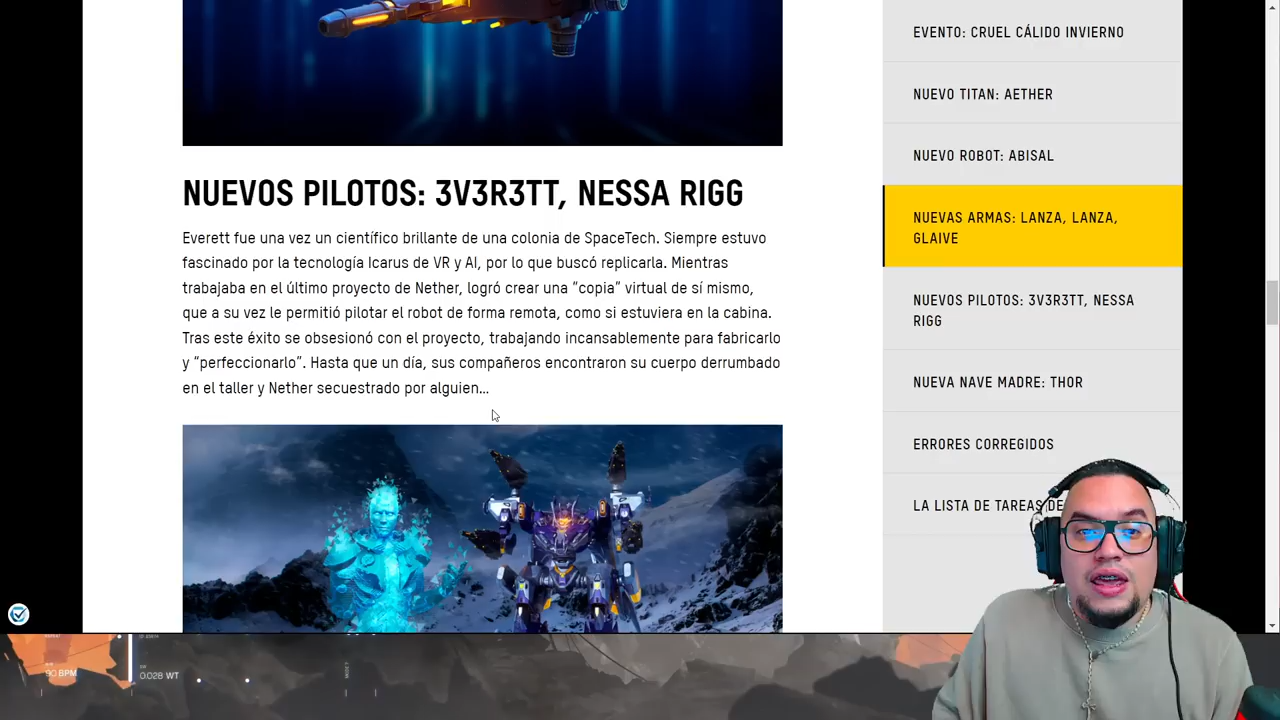 NUEVOS PILOTOS: 3V3R3TT, NESSA RIGG
Everett fue una vez un científico brillante de una colonia de SpaceTech. Siempre estuvo
fascinado por la tecnología Icarus de VR y AI, por lo que buscó replicarla. Mientras
trabajaba en el último proyecto de Nether, logró crear una “copia” virtual de sí mismo,
que a su vez le permitió pilotar el robot de forma remota, como si estuviera en la cabina.
Tras este éxito se obsesionó con el proyecto, trabajando incansablemente para fabricarlo
y “perfeccionarlo”. Hasta que un día, sus compañeros encontraron su cuerpo derrumbado
en el taller y Nether secuestrado por alguien...
EVENTO: CRUEL CÁLIDO INVIERNO
NUEVO TITAN: AETHER
NUEVO ROBOT: ABISAL
NUEVAS ARMAS: LANZA, LANZA,
GLAIVE
NUEVOS PILOTOS: 3V3R3TT, NESSA
RIGG
NUEVA NAVE MADRE: THOR
ERRORES CORREGIDOS
LA LISTA DE TAREAS DE
90 BPM
0.028 WT